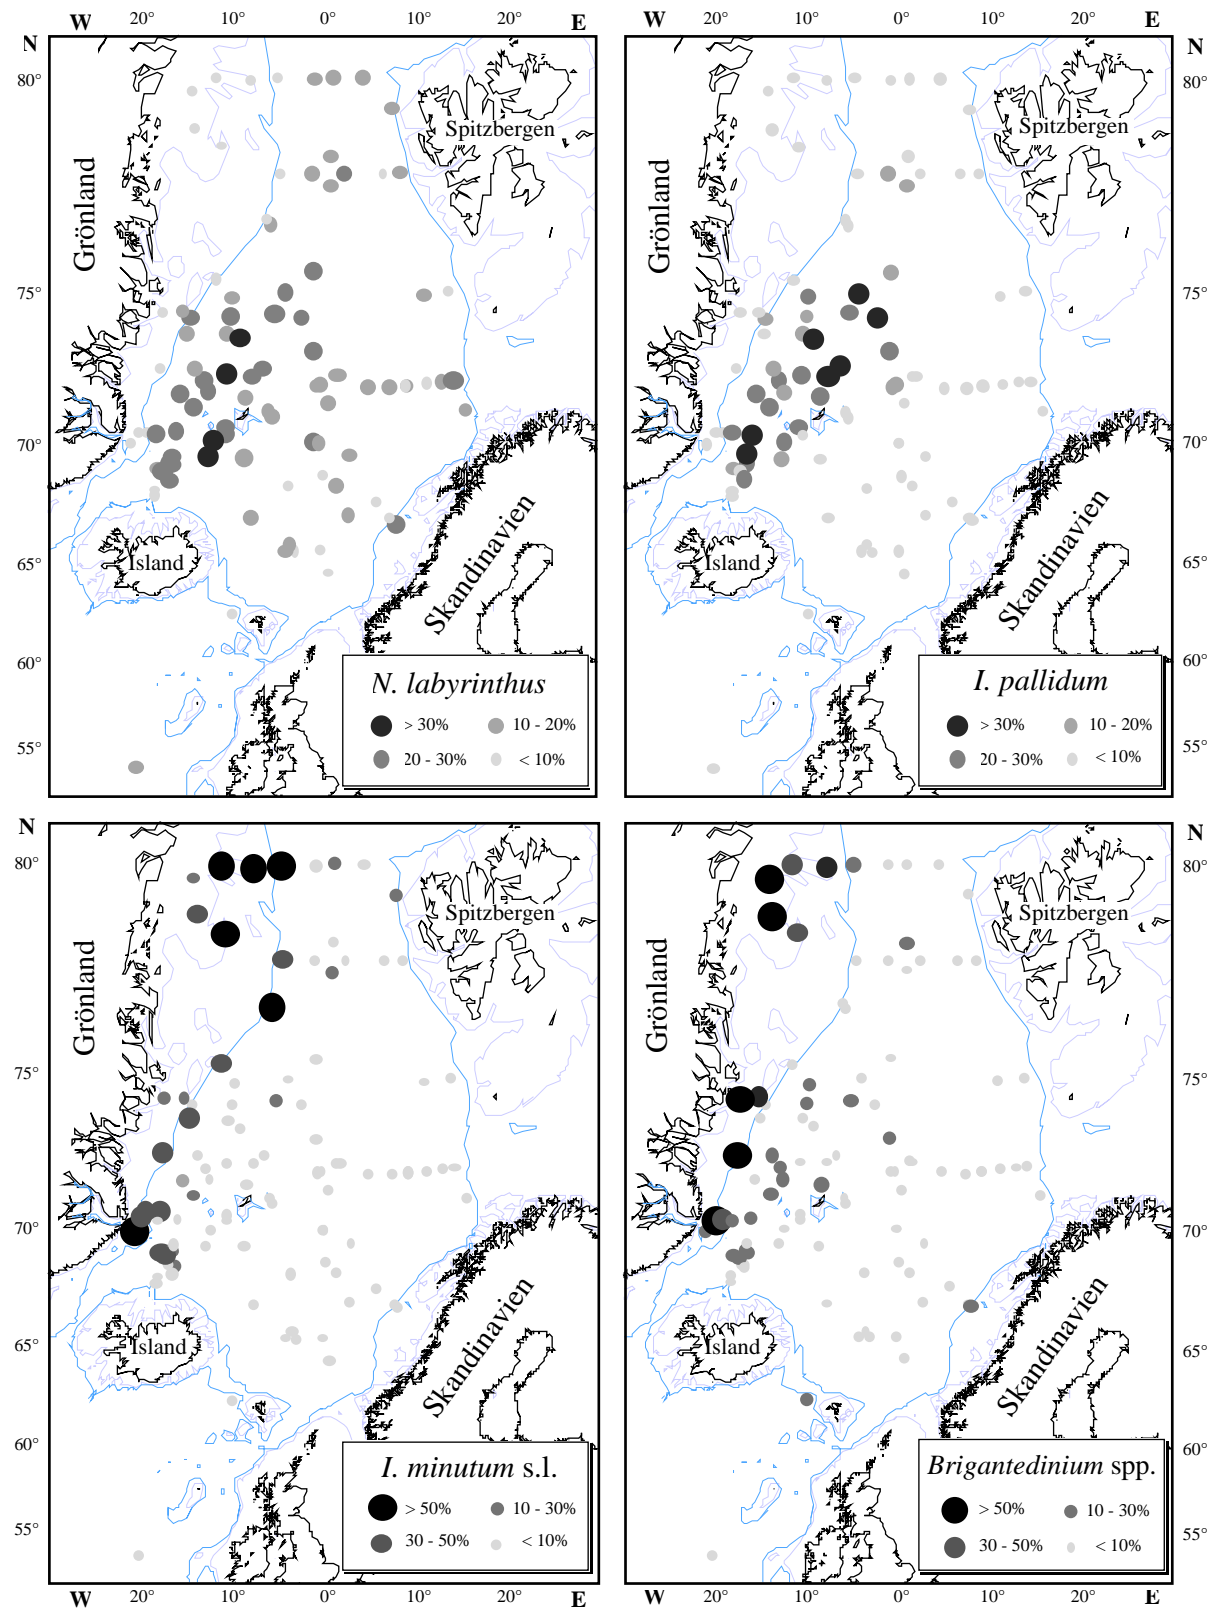 W 20° 10° 0° 10° 20° E
20° 10° 0° 10° 20° E
W
N
N
80°
80°
Spitzbergen
Spitzbergen
Grönland
Grönland
75°
75°
70°
70°
65°
65°
Island
Island
Skandinavien
Skandinavien
60°
60°
55°
55°
N. labyrinthus
> 30%
10 - 20%
20 - 30%
< 10%
I. pallidum
> 30%
10 - 20%
20 - 30%
< 10%
N
N
80°
80°
Spitzbergen
Spitzbergen
Grönland
Grönland
75°
75°
70°
70°
65°
65°
Island
Island
Skandinavien
Skandinavien
60°
60°
55°
55°
I. minutum s.l.
> 50%
10 - 30%
30 - 50%
< 10%
Brigantedinium spp.
> 50%
10 - 30%
30 - 50%
< 10%
W 20° 10° 0° 10° 20° E
W 20° 10° 0° 10° 20° E